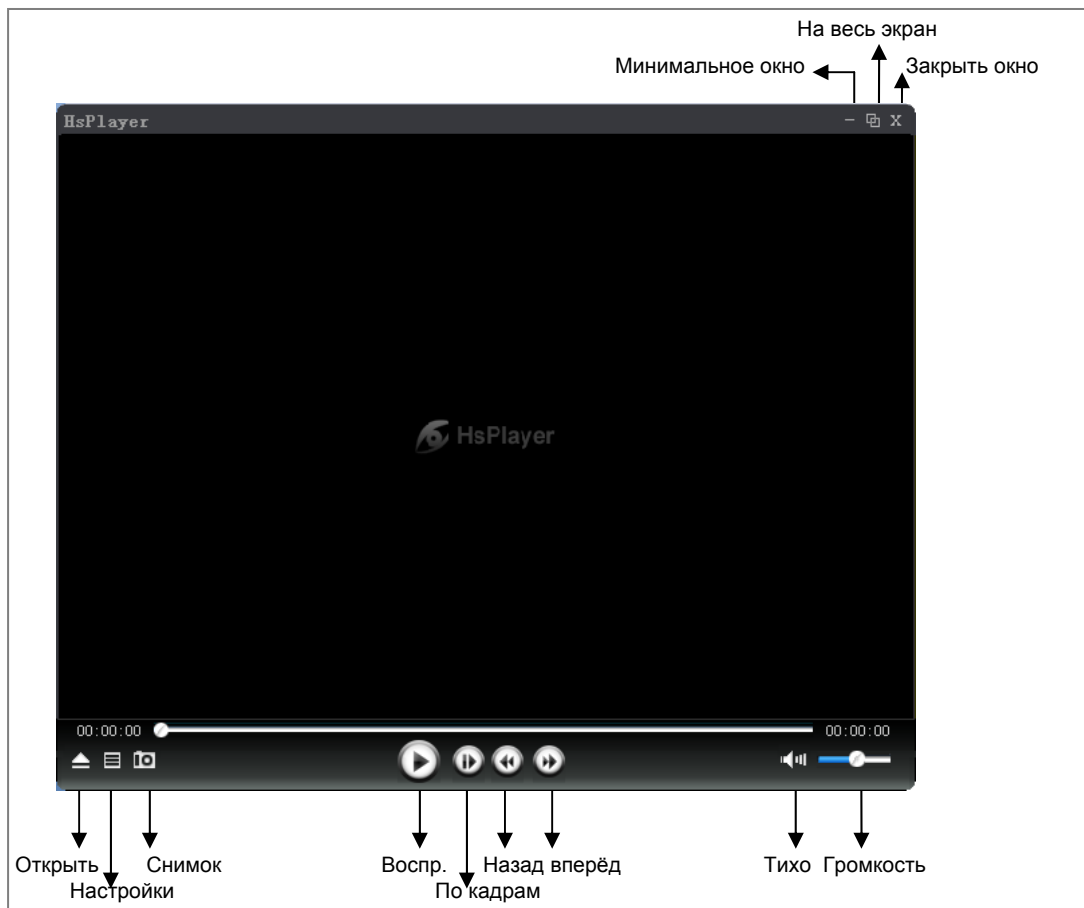 На весь экран
Минимальное окно Закрыть окно
HsPlayer
HsPlayer
00:00:00 00:00:00
Открыть Снимок Воспр. Назад вперёд Тихо Громкость
Настройки По кадрам